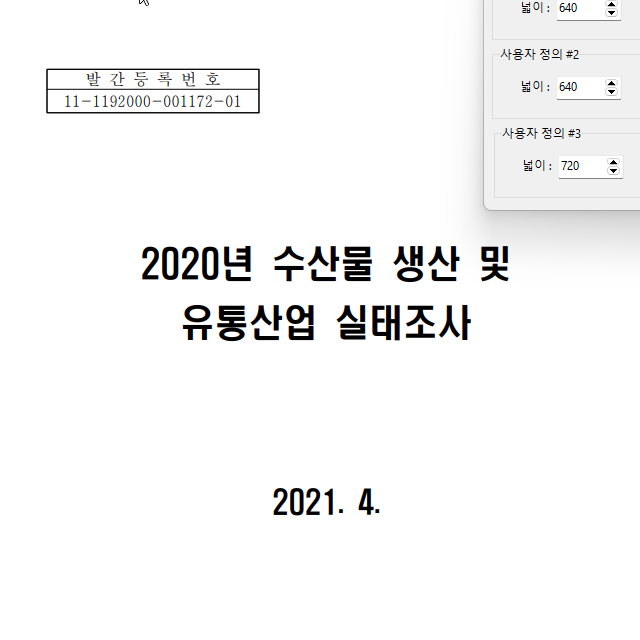 발 간 등 록 번 호
11-1192000-001172-01
2020년 수산물 생산 및
유통산업 실태조사
2021. 4.
넓이 : 640
사용자 정의 #2
넓이 : 640
사용자 정의 #3
넓이 : 720